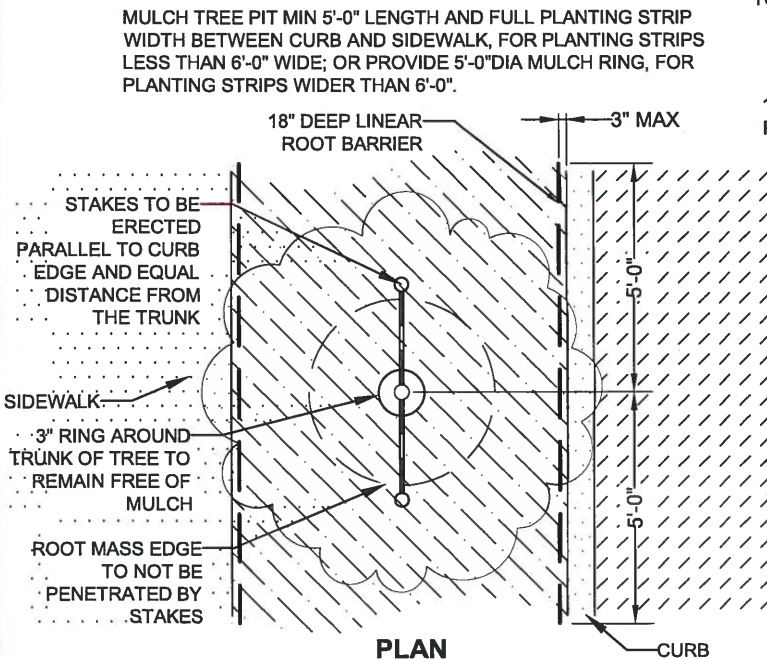 MULCH TREE PIT MIN 5'-0" LENGTH AND FULL PLANTING STRIP
WIDTH BETWEEN CURB AND SIDEWALK, FOR PLANTING STRIPS
LESS THAN 6'-0" WIDE; OR PROVIDE 5'-0"DIA MULCH RING, FOR
PLANTING STRIPS WIDER THAN 6'-0".
18" DEEP LINEAR
ROOT BARRIER
3" MAX
STAKES TO BE
ERECTED
PARALLEL TO CURB
EDGE AND EQUAL
DISTANCE FROM
THE TRUNK
5'-0"
SIDEWALK
3" RING AROUND
TRUNK OF TREE TO
REMAIN FREE OF
MULCH
5'-0"
ROOT MASS EDGE
TO NOT BE
PENETRATED BY
STAKES
PLAN
CURB